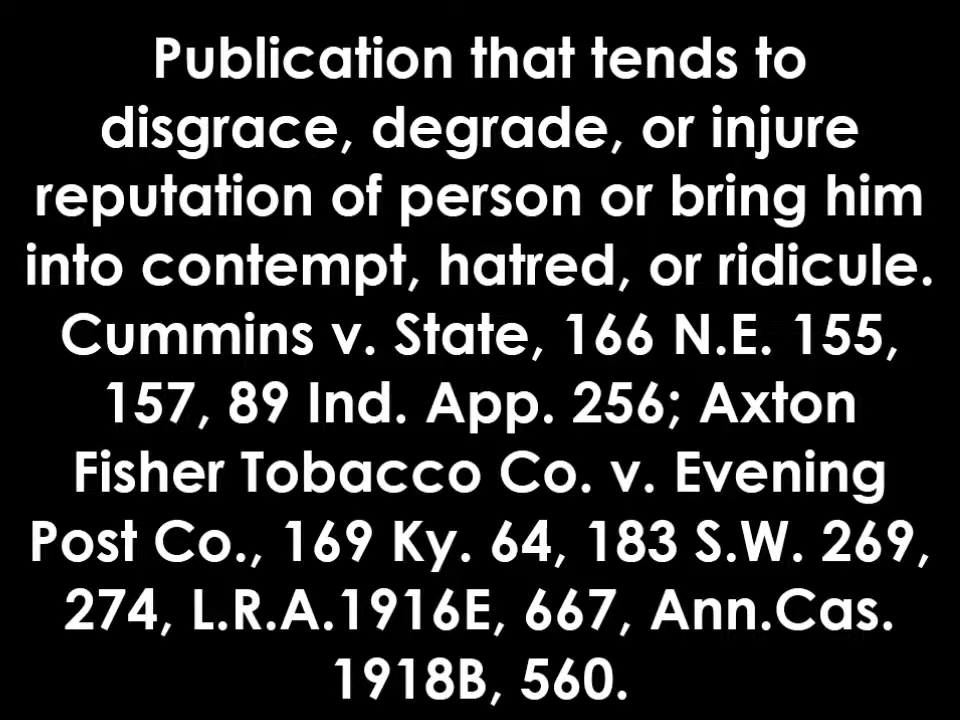 Publication that tends to
disgrace, degrade, or injure
reputation of person or bring him
into contempt, hatred, or ridicule.
Cummins v. State, 166 N.E. 155,
157, 89 Ind. App. 256; Axton
Fisher Tobacco Co. v. Evening
Post Co., 169 Ky. 64, 183 S.W. 269,
274, L.R.A.1916E, 667, Ann.Cas.
1918B, 560.